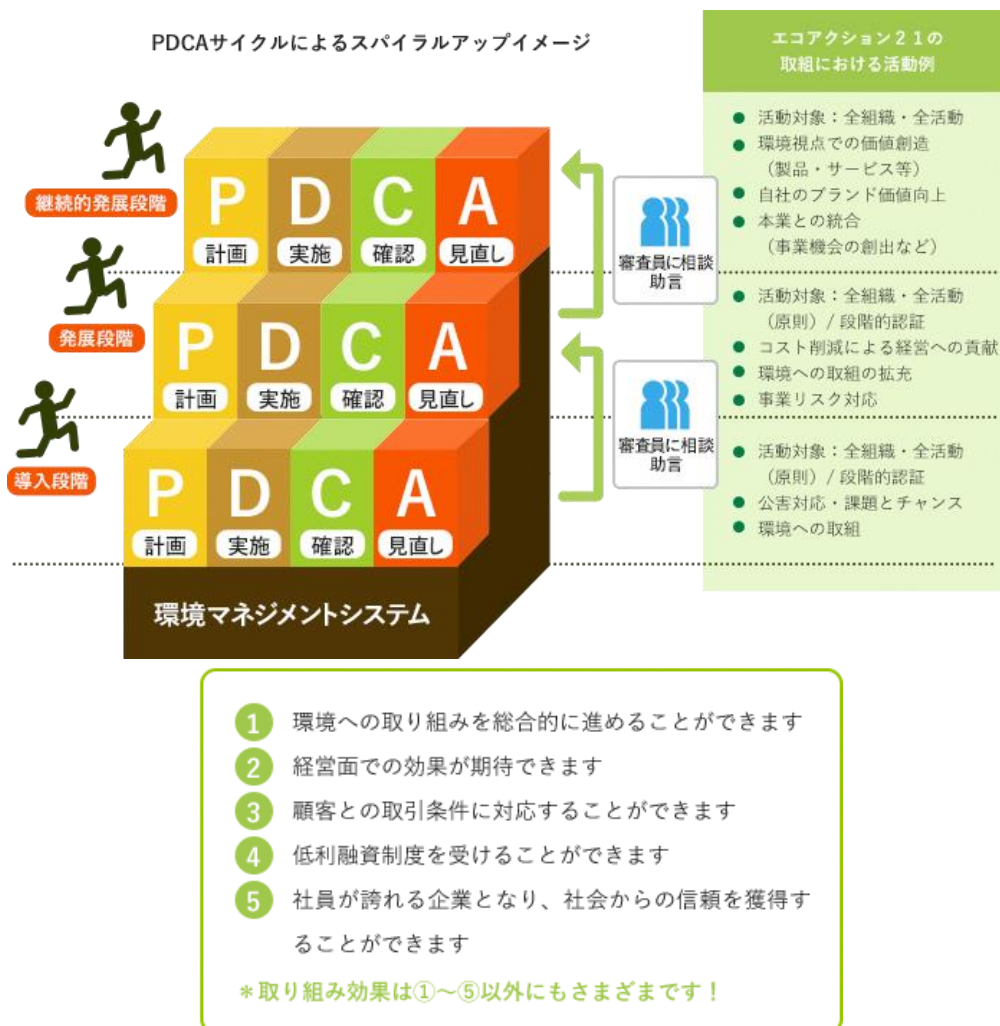 PDCAサイクルによるスパイラルアップイメージ
エコアクション２１の
取組における活動例
継続的発展段階
P
計画
D
実施
C
確認
A
見直し
審査員に相談
助言
活動対象：全組織・全活動
環境視点での価値創造
（製品・サービス等）
自社のブランド価値向上
本業との統合
（事業機会の創出など）
発展段階
P
計画
D
実施
C
確認
A
見直し
審査員に相談
助言
活動対象：全組織・全活動
（原則）/ 段階的認証
コスト削減による経営への貢献
環境への取組の拡充
事業リスク対応
導入段階
P
計画
D
実施
C
確認
A
見直し
活動対象：全組織・全活動
（原則）/ 段階的認証
公害対応・課題とチャンス
環境への取組
環境マネジメントシステム
1 環境への取り組みを総合的に進めることができます
2 経営面での効果が期待できます
3 顧客との取引条件に対応することができます
4 低利融資制度を受けることができます
5 社員が誇れる企業となり、社会からの信頼を獲得す
ることができます
＊取り組み効果は①〜⑤以外にもさまざまです！